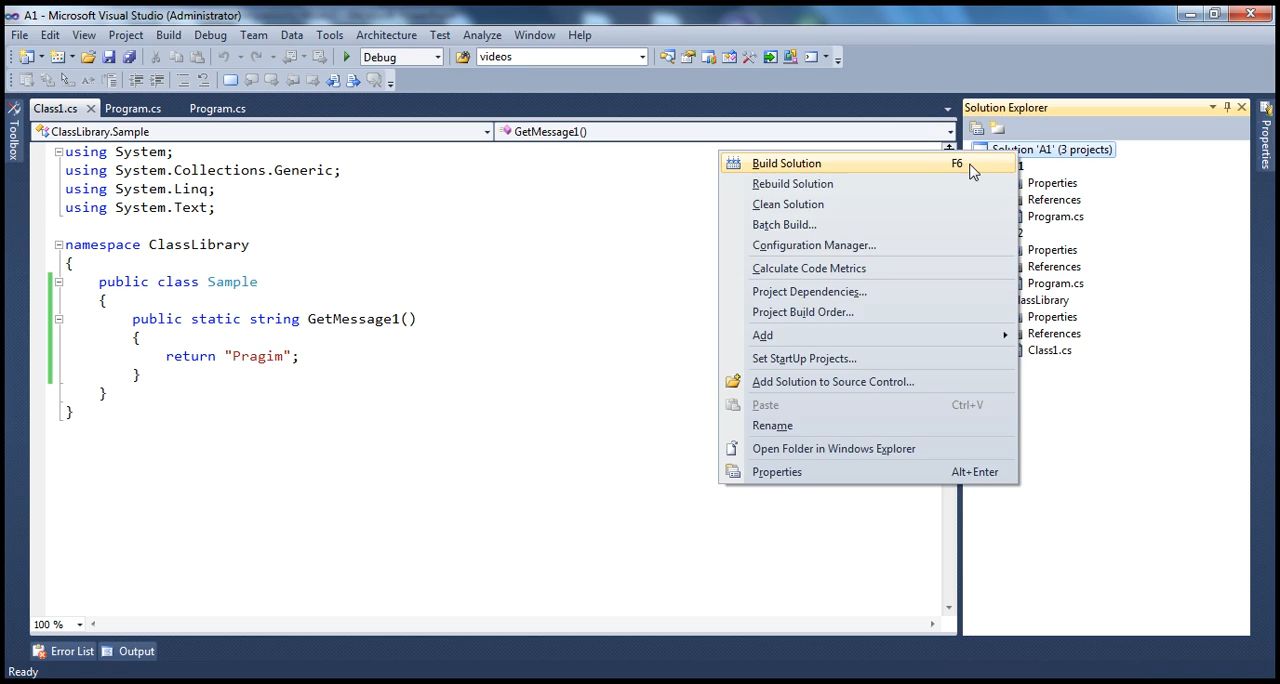 A1 - Microsoft Visual Studio (Administrator)
File Edit View Project Build Debug Team Data Tools Architecture Test Analyze Window Help
Debug videos
Class1.cs Program.cs Program.cs Solution Explorer
ClassLibrary.Sample GetMessage1()
Toolbox
Properties
using System;
using System.Collections.Generic;
using System.Linq;
using System.Text;
namespace ClassLibrary
{
public class Sample
{
public static string GetMessage1()
{
return "Pragim";
}
}
}
Build Solution F6
Rebuild Solution
Clean Solution
Batch Build...
Configuration Manager...
Calculate Code Metrics
Project Dependencies...
Project Build Order...
Add
Set StartUp Projects...
Add Solution to Source Control...
Paste Ctrl+V
Rename
Open Folder in Windows Explorer
Properties Alt+Enter
Solution 'A1' (3 projects)
1
Properties
References
Program.cs
2
Properties
References
Program.cs
lassLibrary
Properties
References
Class1.cs
100 %
Error List Output
Ready